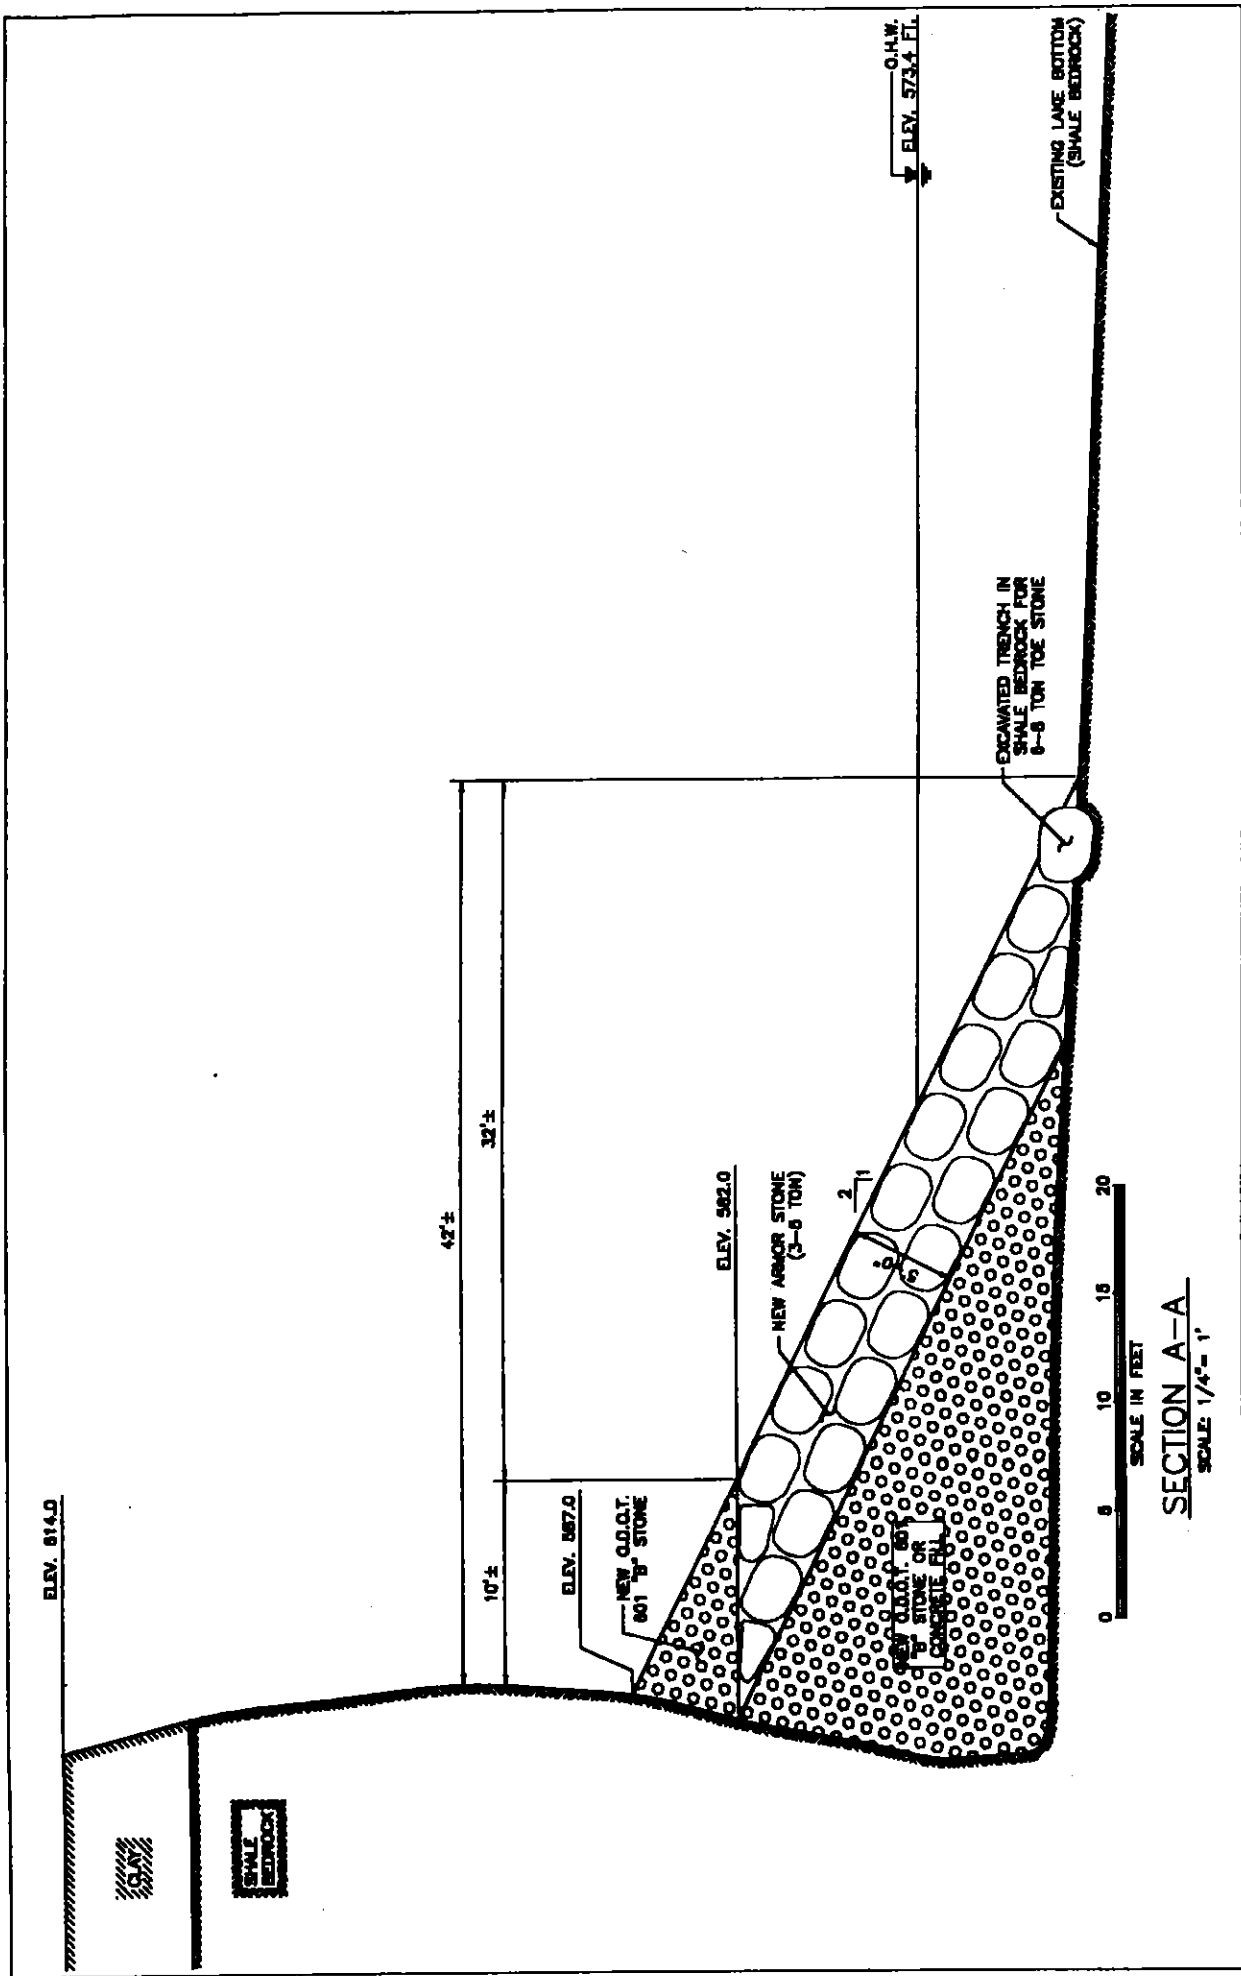 ELEV. 614.0
CLAY
SHALE
BEDROCK
42'±
10'±
32'±
ELEV. 587.0
NEW O.D.O.T.
601 "B" STONE
ELEV. 582.0
NEW ARMOR STONE
(3-5 TON)
2
1
5'-0"
NEW O.D.O.T. 601
"B" STONE OR
CONCRETE FILL
O.H.W.
ELEV. 573.4 FT.
EXCAVATED TRENCH IN
SHALE BEDROCK FOR
6-8 TON TOE STONE
EXISTING LAKE BOTTOM
(SHALE BEDROCK)
0 5 10 15 20
SCALE IN FEET
SECTION A-A
SCALE: 1/4"= 1'